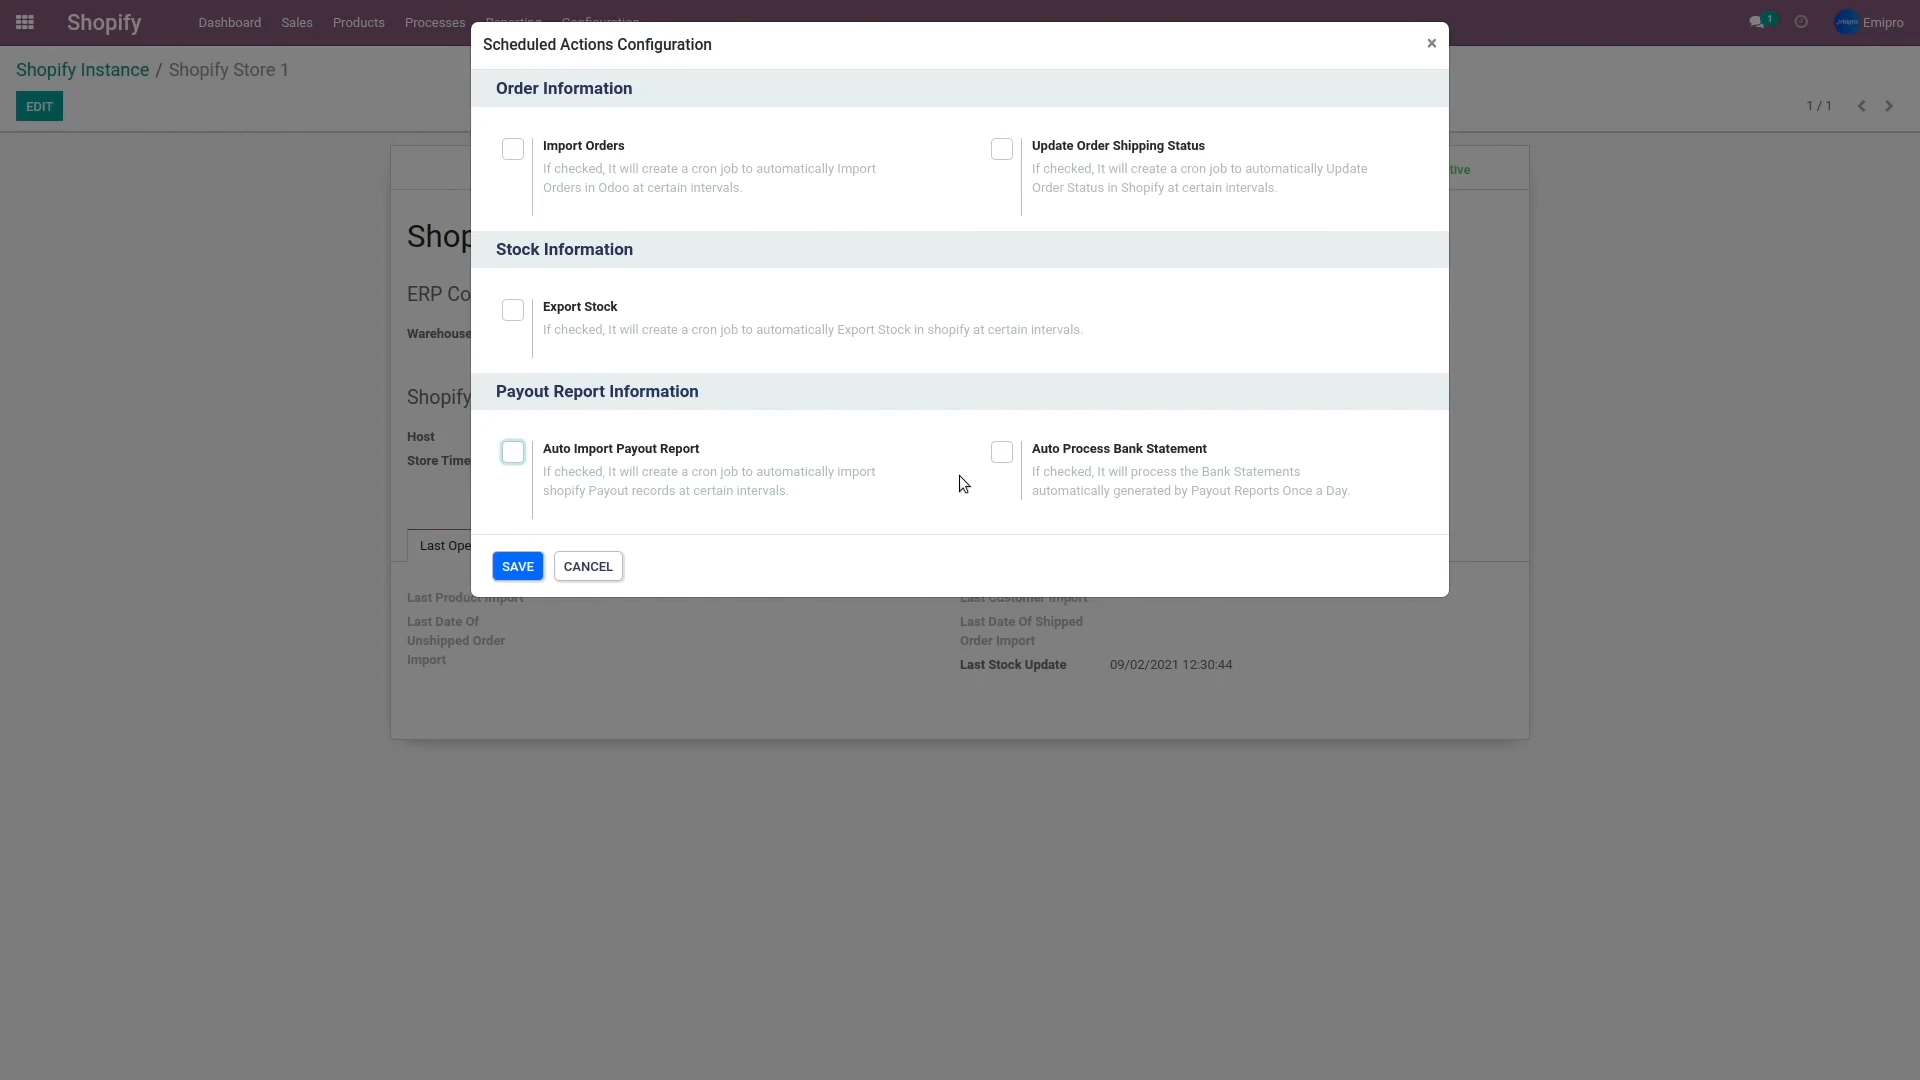 Shopify
Dashboard
Sales
Products
Processes
Reporting
Configuration
1
Emipro
Shopify Instance / Shopify Store 1
EDIT
1 / 1
Scheduled Actions Configuration
×
Order Information
Import Orders
If checked, It will create a cron job to automatically Import
Orders in Odoo at certain intervals.
Update Order Shipping Status
If checked, It will create a cron job to automatically Update
Order Status in Shopify at certain intervals.
Stock Information
Export Stock
If checked, It will create a cron job to automatically Export Stock in shopify at certain intervals.
Payout Report Information
Auto Import Payout Report
If checked, It will create a cron job to automatically import
shopify Payout records at certain intervals.
Auto Process Bank Statement
If checked, It will process the Bank Statements
automatically generated by Payout Reports Once a Day.
SAVE
CANCEL
tive
Shop
ERP Co
Warehouse
Shopify
Host
Store Time
Last Ope
Last Product Import
Last Date Of
Unshipped Order
Import
Last Customer Import
Last Date Of Shipped
Order Import
Last Stock Update
09/02/2021 12:30:44